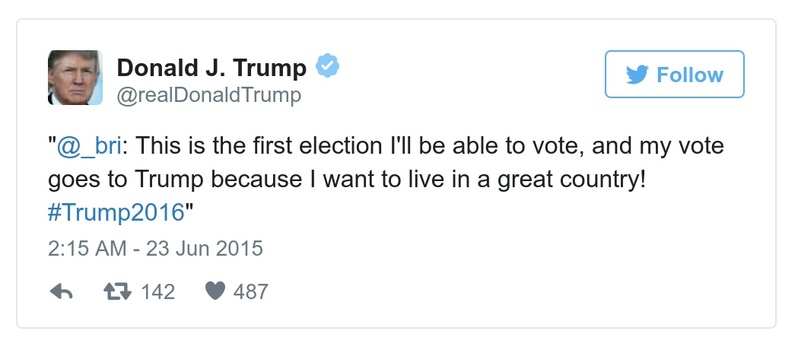 Donald J. Trump
@realDonaldTrump
Follow
"@_bri: This is the first election I'll be able to vote, and my vote
goes to Trump because I want to live in a great country!
#Trump2016"
2:15 AM - 23 Jun 2015
142 487